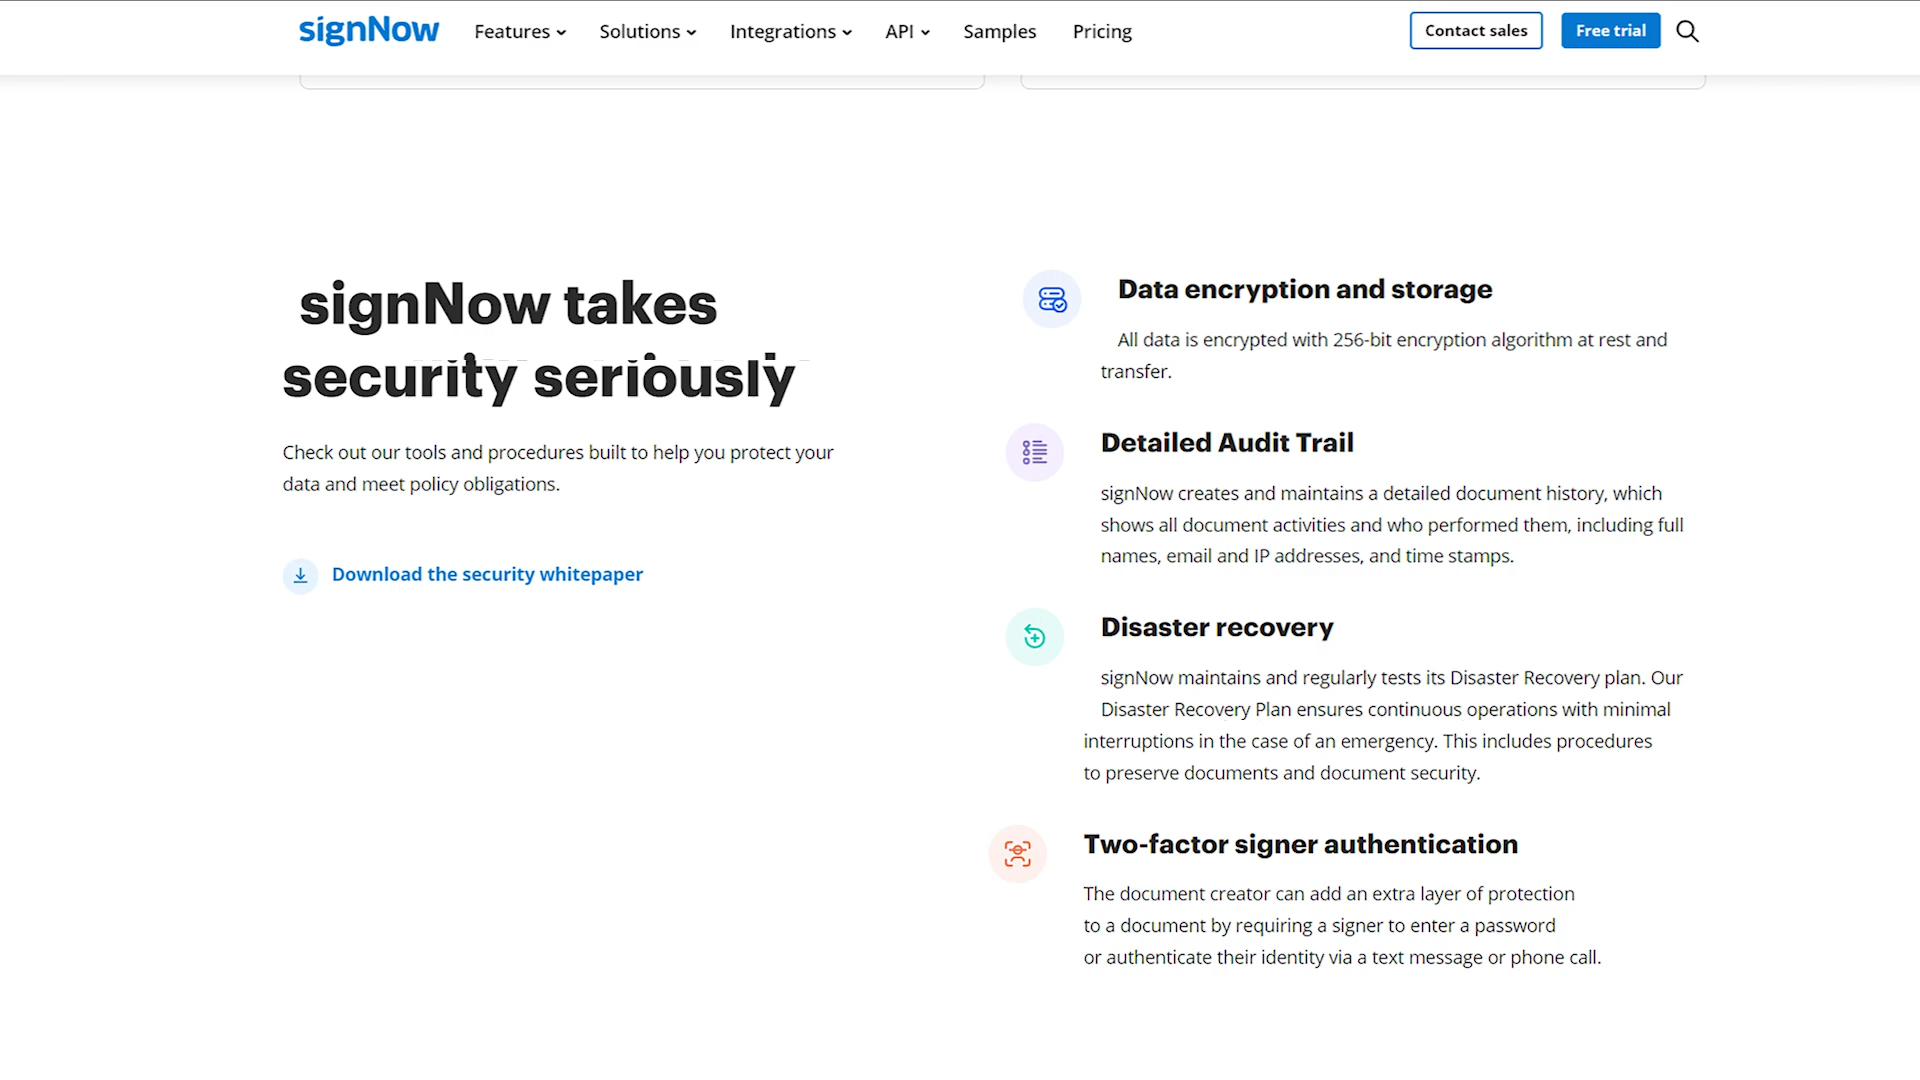 signNow
Features
Solutions
Integrations
API
Samples
Pricing
Contact sales
Free trial
signNow takes
security seriously
Check out our tools and procedures built to help you protect your
data and meet policy obligations.
Download the security whitepaper
Data encryption and storage
All data is encrypted with 256-bit encryption algorithm at rest and
transfer.
Detailed Audit Trail
signNow creates and maintains a detailed document history, which
shows all document activities and who performed them, including full
names, email and IP addresses, and time stamps.
Disaster recovery
signNow maintains and regularly tests its Disaster Recovery plan. Our
Disaster Recovery Plan ensures continuous operations with minimal
interruptions in the case of an emergency. This includes procedures
to preserve documents and document security.
Two-factor signer authentication
The document creator can add an extra layer of protection
to a document by requiring a signer to enter a password
or authenticate their identity via a text message or phone call.